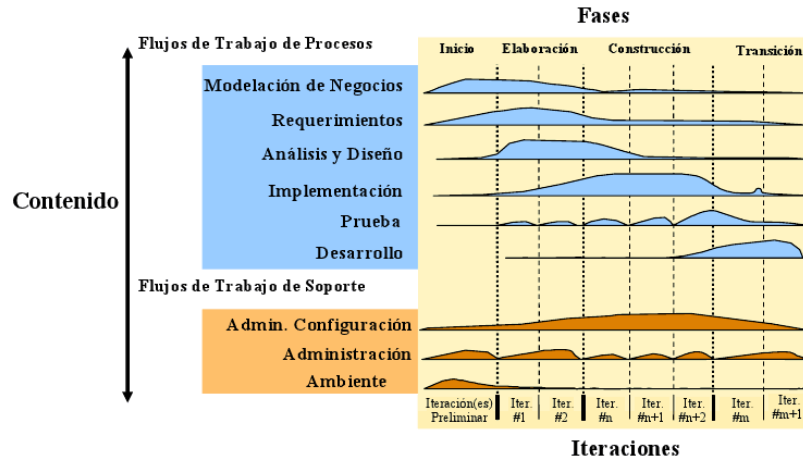 Fases
Flujos de Trabajo de Procesos
Inicio Elaboración Construcción Transición
Modelación de Negocios
Requerimientos
Análisis y Diseño
Implementación
Contenido
Prueba
Desarrollo
Flujos de Trabajo de Soporte
Admin. Configuración
Administración
Ambiente
Iteración(es) Iter. Iter. Iter. Iter. Iter. Iter. Iter.
Preliminar #1 #2 #n #n+1 #n+2 #m #m+1
Iteraciones